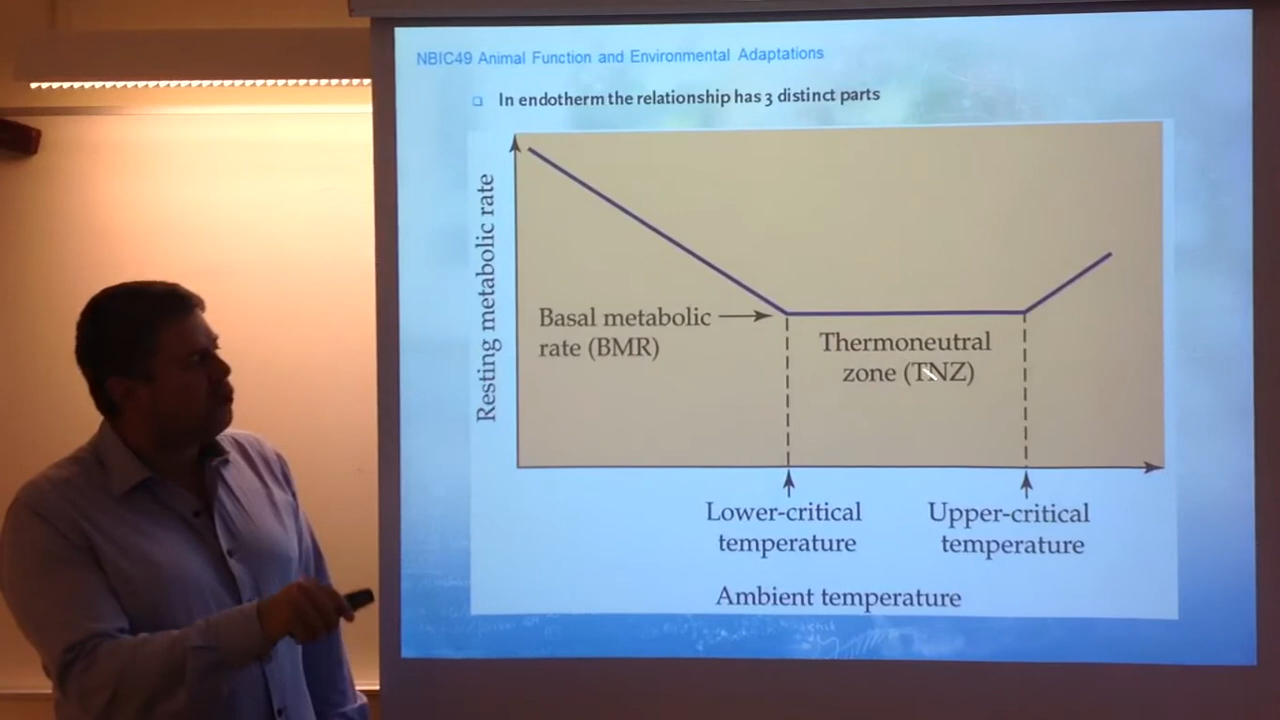 NBIC49 Animal Function and Environmental Adaptations
In endotherm the relationship has 3 distinct parts
Resting metabolic rate
Basal metabolic
rate (BMR)
Thermoneutral
zone (TNZ)
Lower-critical
temperature
Upper-critical
temperature
Ambient temperature